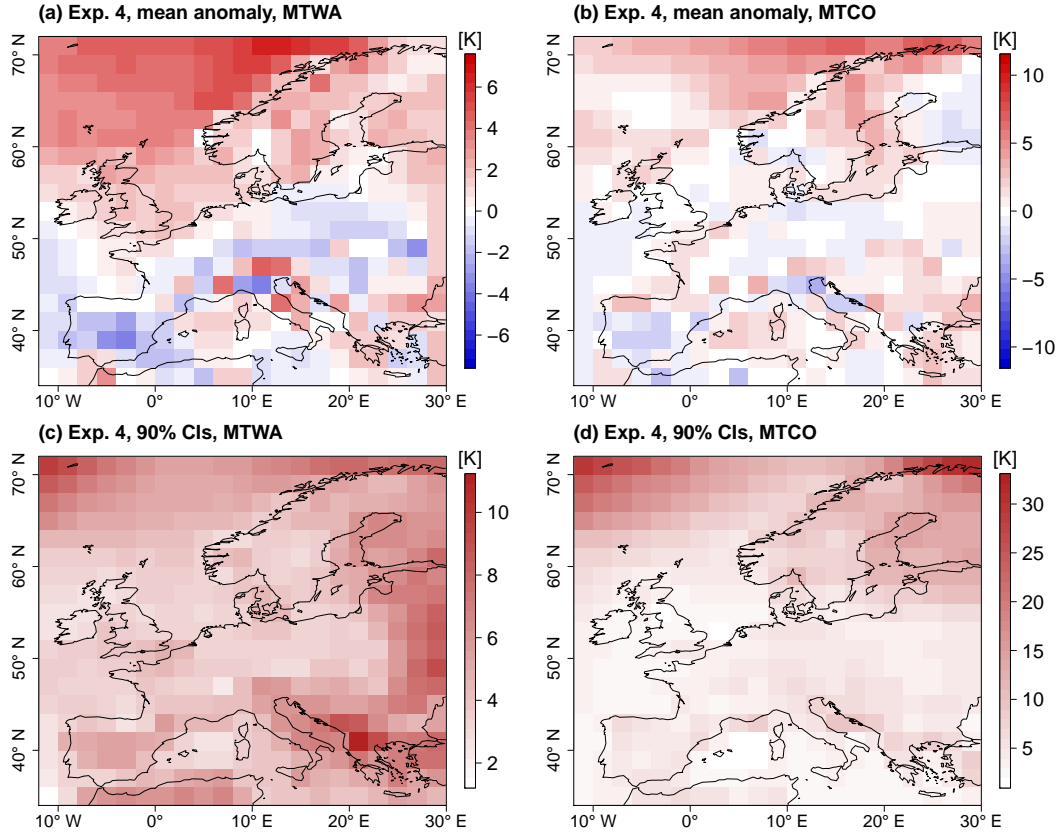 (a) Exp. 4, mean anomaly, MTWA
[K]
70° N
60° N
50° N
40° N
6
4
2
0
−2
−4
−6
10° W 0° 10° E 20° E 30° E
(b) Exp. 4, mean anomaly, MTCO
[K]
70° N
60° N
50° N
40° N
10
5
0
−5
−10
10° W 0° 10° E 20° E 30° E
(c) Exp. 4, 90% CIs, MTWA
[K]
70° N
60° N
50° N
40° N
10
8
6
4
2
10° W 0° 10° E 20° E 30° E
(d) Exp. 4, 90% CIs, MTCO
[K]
70° N
60° N
50° N
40° N
30
25
20
15
10
5
10° W 0° 10° E 20° E 30° E